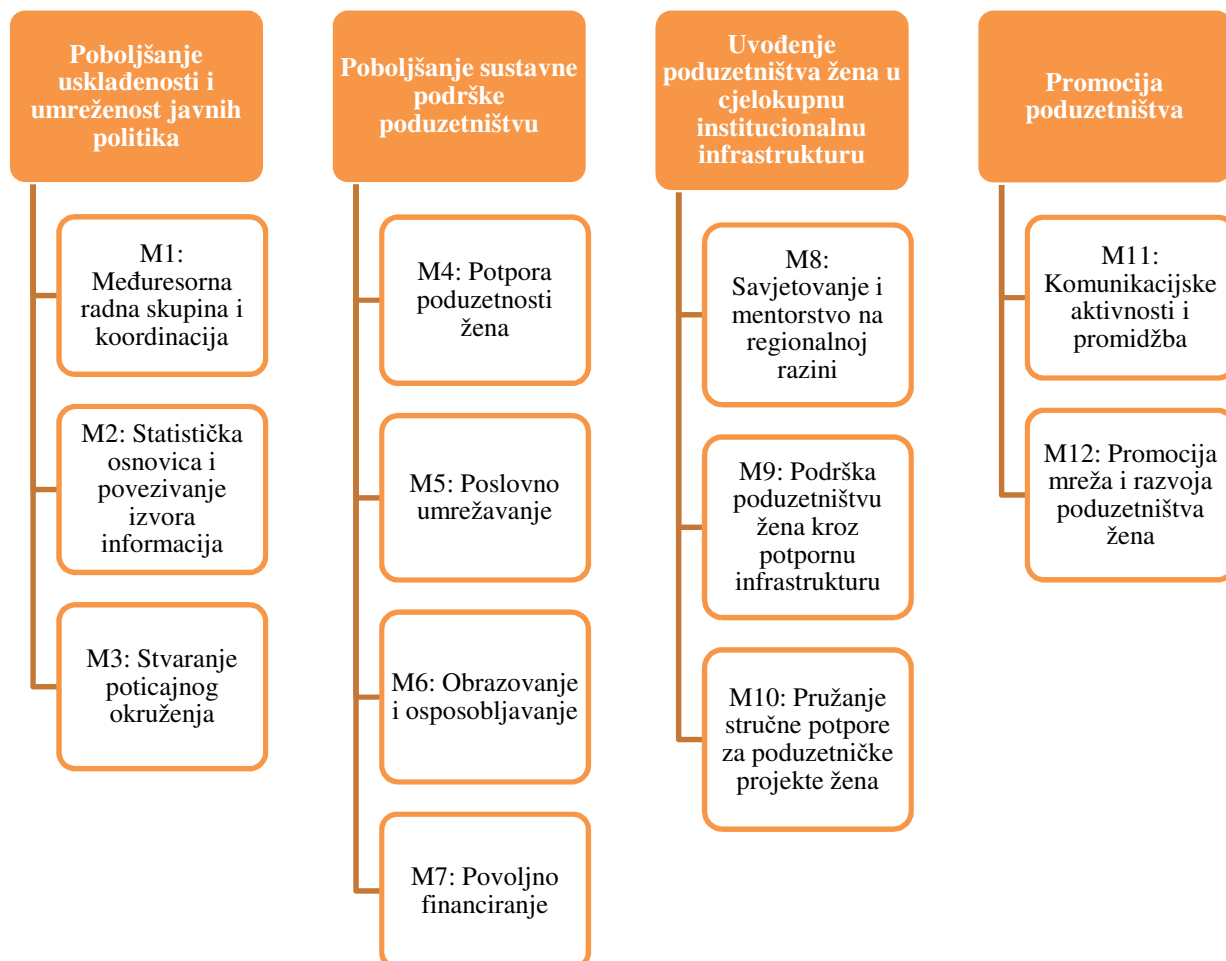 Poboljšanje
usklađenosti i
umreženost javnih
politika
M1:
Međuresorna
radna skupina i
koordinacija
M2: Statistička
osnovica i
povezivanje
izvora
informacija
M3: Stvaranje
poticajnog
okruženja
Poboljšanje sustavne
podrške
poduzetništvu
M4: Potpora
poduzetnosti
žena
M5: Poslovno
umrežavanje
M6: Obrazovanje
i osposobljavanje
M7: Povoljno
financiranje
Uvođenje
poduzetništva žena u
cjelokupnu
institucionalnu
infrastrukturu
M8:
Savjetovanje i
mentorstvo na
regionalnoj
razini
M9: Podrška
poduzetništvu
žena kroz
potpornu
infrastrukturu
M10: Pružanje
stručne potpore
za poduzetničke
projekte žena
Promocija
poduzetništva
M11:
Komunikacijske
aktivnosti i
promidžba
M12: Promocija
mreža i razvoja
poduzetništva
žena